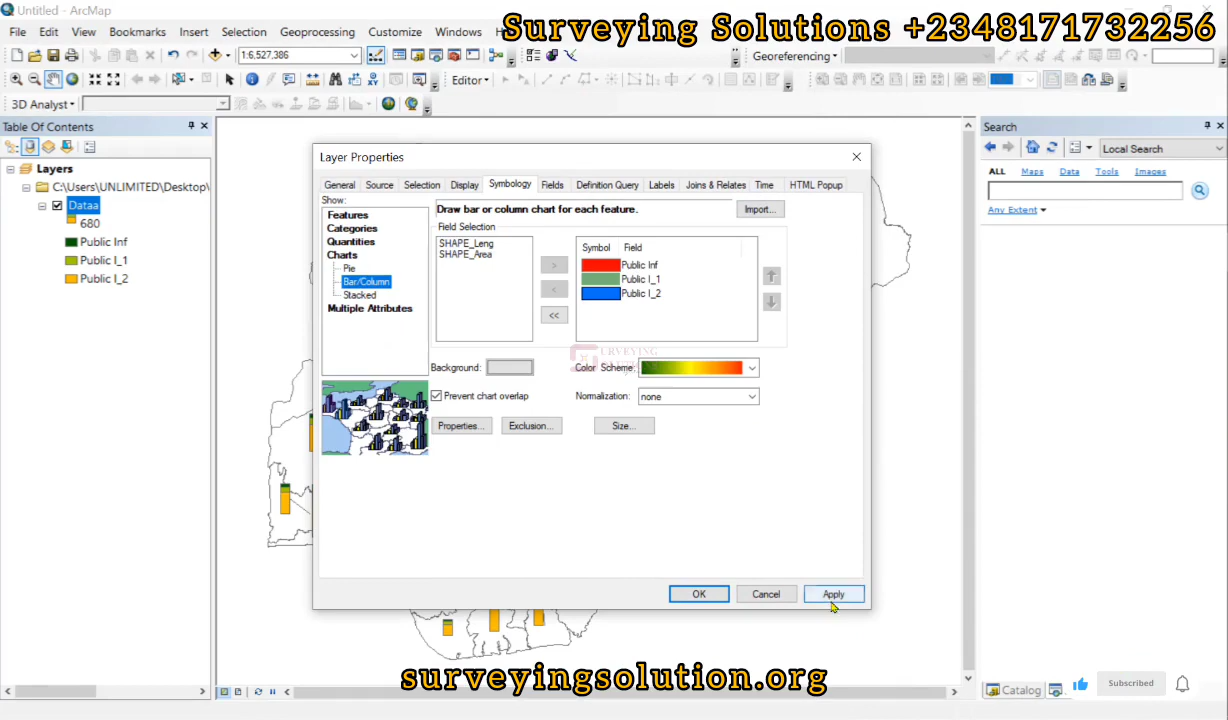 Untitled - ArcMap
Surveying Solutions +2348171732256
File Edit View Bookmarks Insert Selection Geoprocessing Customize Windows
1:6,527,386
Georeferencing
Editor
3D Analyst
Table Of Contents
Layers
C:\Users\UNLIMITED\Desktop\
Dataa
680
Public Inf
Public I_1
Public I_2
Layer Properties
General Source Selection Display Symbology Fields Definition Query Labels Joins & Relates Time HTML Popup
Show:
Features
Categories
Quantities
Charts
Pie
Bar/Column
Stacked
Multiple Attributes
Draw bar or column chart for each feature.
Import...
Field Selection
SHAPE_Leng
SHAPE_Area
>
<
<<
Symbol Field
Public Inf
Public I_1
Public I_2
SURVEYING
Background:
Color Scheme:
Prevent chart overlap
Normalization: none
Properties... Exclusion... Size...
OK Cancel Apply
Search
Local Search
ALL Maps Data Tools Images
Any Extent
Catalog
Subscribed
surveyingsolution.org